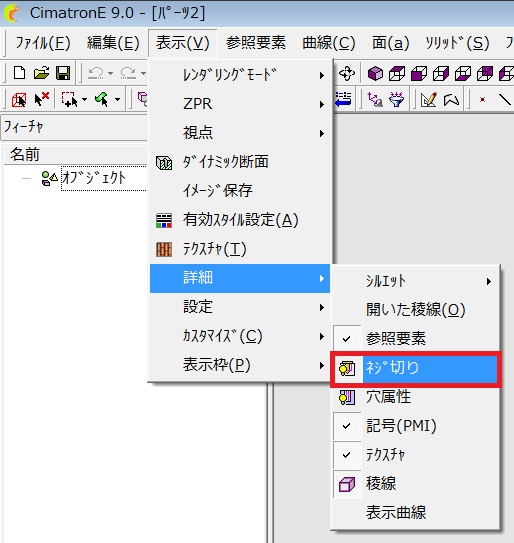 CimatronE 9.0 - [ﾊﾟｰﾂ2]
ﾌｧｲﾙ(F) 編集(E) 表示(V) 参照要素 曲線(C) 面(a) ｿﾘｯﾄﾞ(S)
ﾚﾝﾀﾞﾘﾝｸﾞﾓｰﾄﾞ
ZPR
視点
ﾀﾞｲﾅﾐｯｸ断面
ｲﾒｰｼﾞ保存
有効ｽﾀｲﾙ設定(A)
ﾃｸｽﾁｬ(T)
詳細
設定
ｶｽﾀﾏｲｽﾞ(C)
表示枠(P)
ﾌｨｰﾁｬ
名前
ｵﾌﾞｼﾞｪｸﾄ
ｼﾙｴｯﾄ
開いた稜線(O)
参照要素
ﾈｼﾞ切り
穴属性
記号(PMI)
ﾃｸｽﾁｬ
稜線
表示曲線